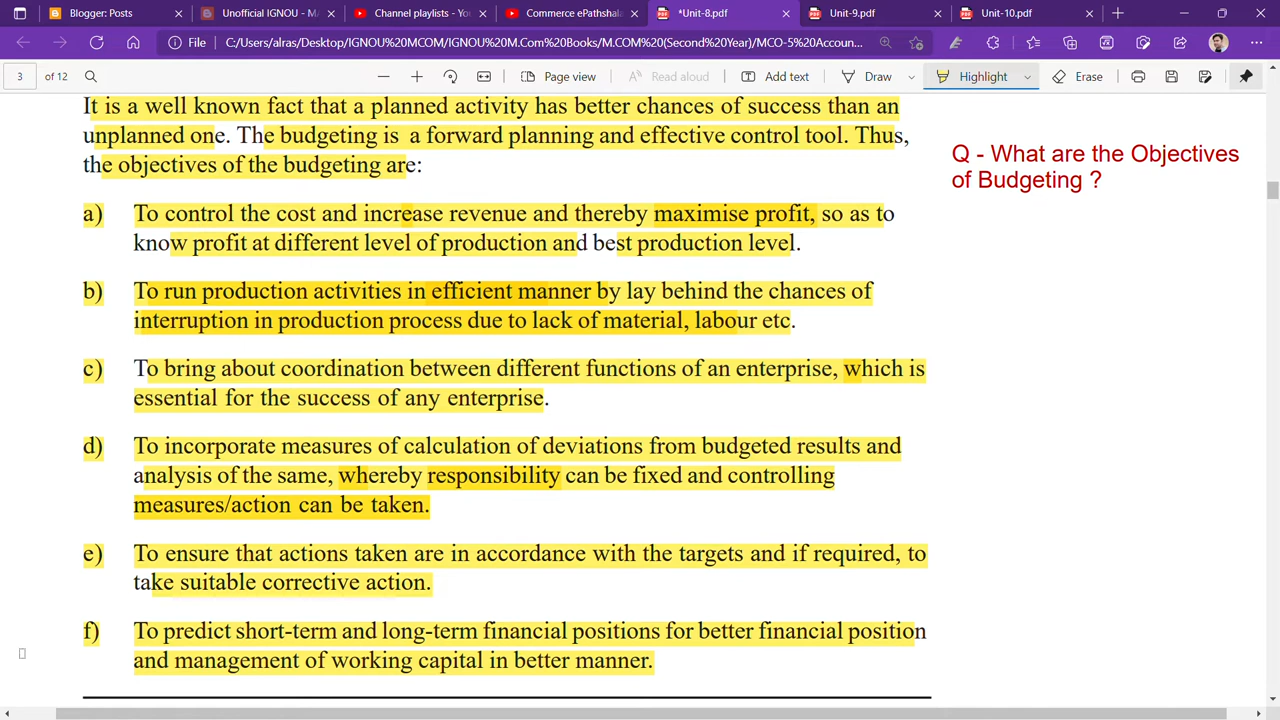 Blogger: Posts
Unofficial IGNOU - MA
Channel playlists - You
Commerce ePathshala
*Unit-8.pdf
Unit-9.pdf
Unit-10.pdf
File
C:/Users/alras/Desktop/IGNOU%20MCOM/IGNOU%20M.Com%20Books/M.COM%20(Second%20Year)/MCO-5%20Accoun...
3 of 12
Page view
Read aloud
Add text
Draw
Highlight
Erase
It is a well known fact that a planned activity has better chances of success than an
unplanned one. The budgeting is a forward planning and effective control tool. Thus,
the objectives of the budgeting are:
Q - What are the Objectives
of Budgeting ?
a) To control the cost and increase revenue and thereby maximise profit, so as to
know profit at different level of production and best production level.
b) To run production activities in efficient manner by lay behind the chances of
interruption in production process due to lack of material, labour etc.
c) To bring about coordination between different functions of an enterprise, which is
essential for the success of any enterprise.
d) To incorporate measures of calculation of deviations from budgeted results and
analysis of the same, whereby responsibility can be fixed and controlling
measures/action can be taken.
e) To ensure that actions taken are in accordance with the targets and if required, to
take suitable corrective action.
f) To predict short-term and long-term financial positions for better financial position
and management of working capital in better manner.